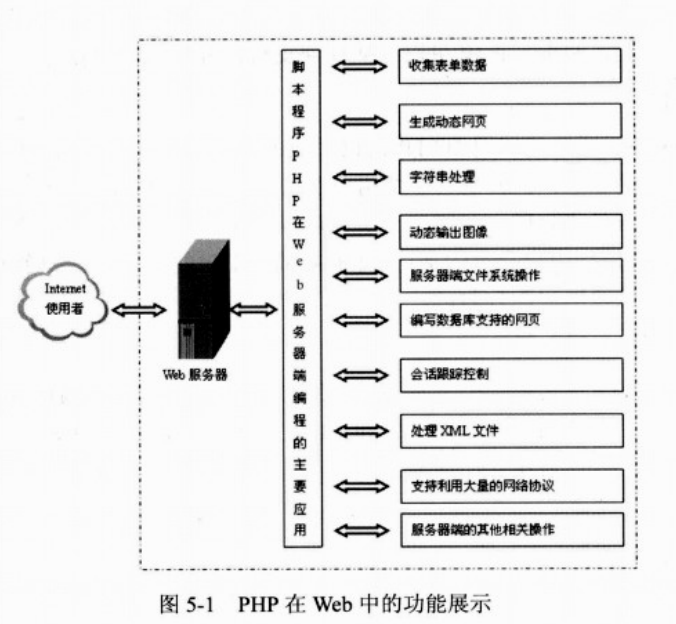 Internet
使用者
Web 服务器
脚本程序PHP在Web服务器端编程的主要应用
收集表单数据
生成动态网页
字符串处理
动态输出图像
服务器端文件系统操作
编写数据库支持的网页
会话跟踪控制
处理 XML 文件
支持利用大量的网络协议
服务器端的其他相关操作
图 5-1 PHP 在 Web 中的功能展示